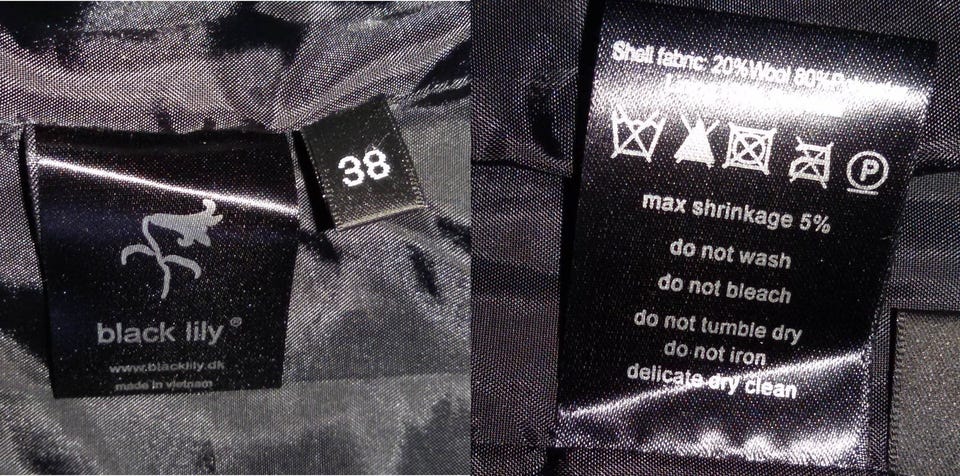 black lily ®
www.blacklily.dk
made in vietnam
38
Shell fabric: 20%Wool 80%
P
max shrinkage 5%
do not wash
do not bleach
do not tumble dry
do not iron
delicate dry clean